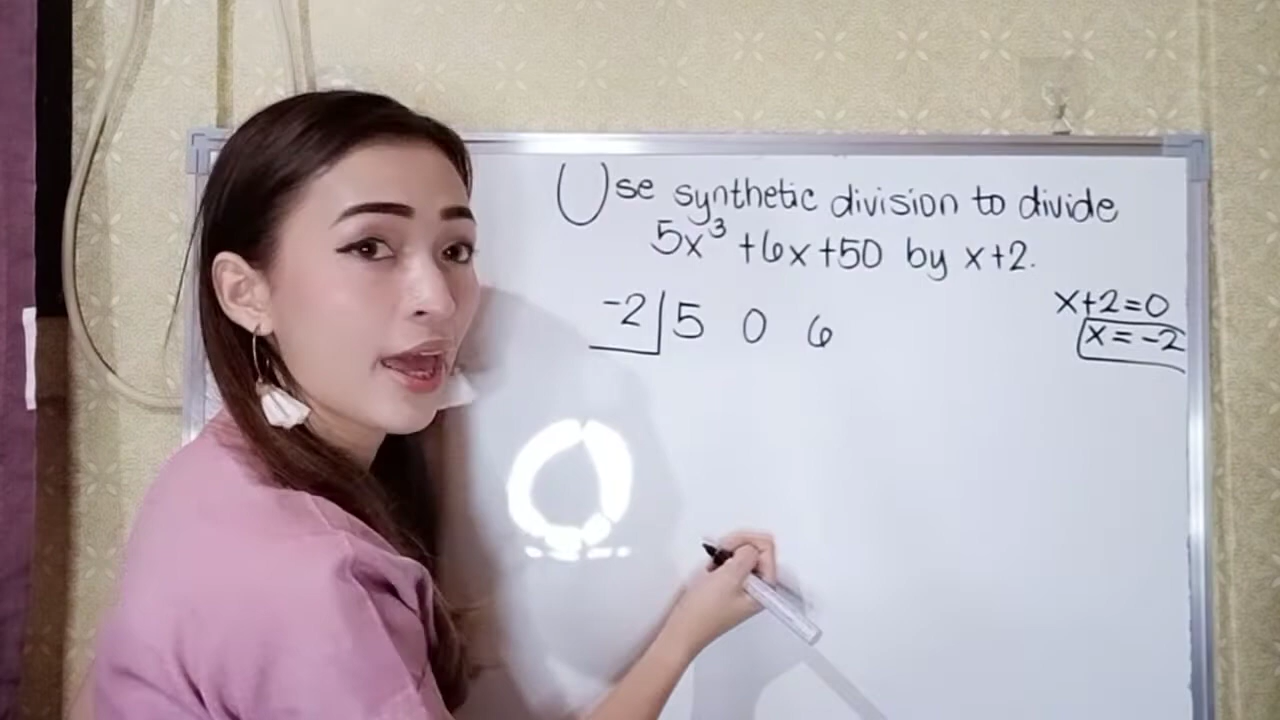 Use synthetic division to divide
5x³ + 6x + 50 by x + 2.
-2 5 0 6
x + 2 = 0
x = -2